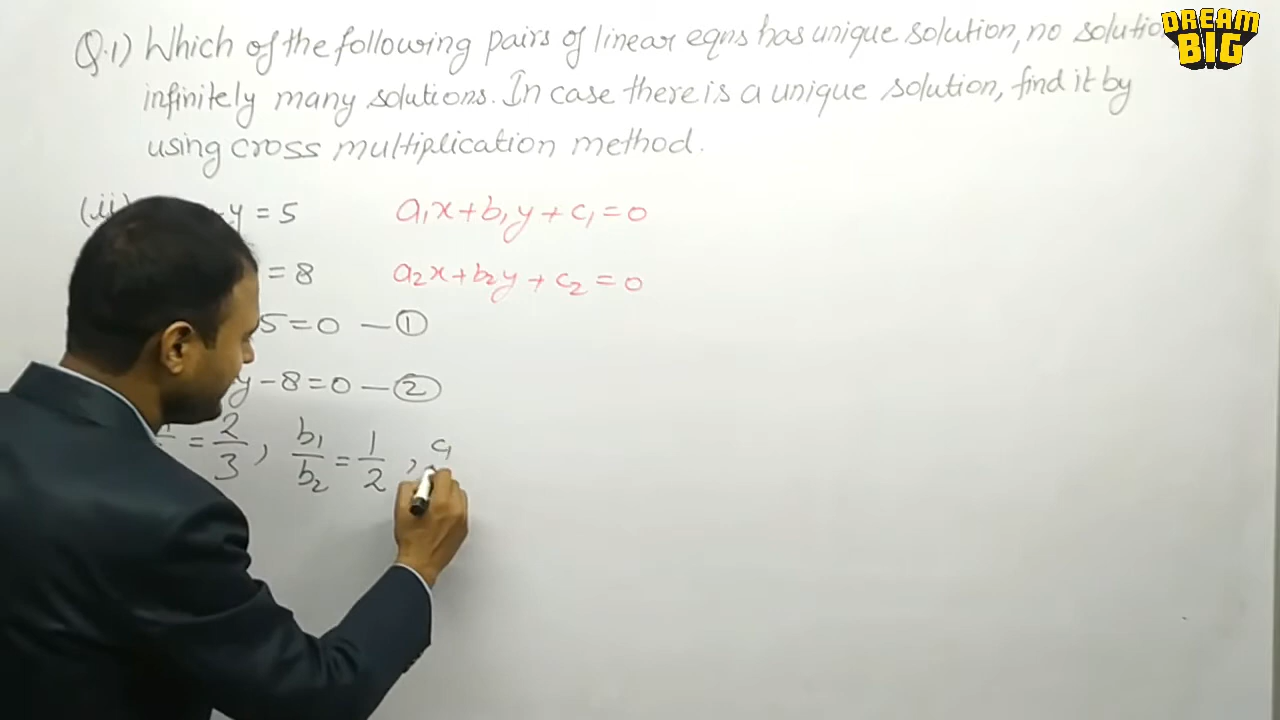 Q.1) Which of the following pairs of linear eqns has unique solution, no solutio
DREAM BIG
infinitely many solutions. In case there is a unique solution, find it by
using cross multiplication method.
(ii) y = 5 a₁x + b₁y + c₁ = 0
= 8 a₂x + b₂y + c₂ = 0
5 = 0 — ①
y - 8 = 0 — ②
= 2/3, b₁/b₂ = 1/2, c₁